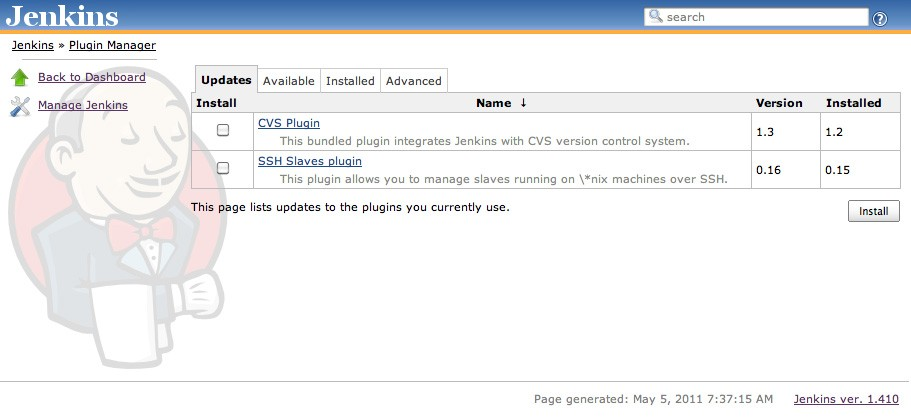 Jenkins
search
Jenkins » Plugin Manager
Back to Dashboard
Manage Jenkins
Updates Available Installed Advanced
Install Name ↓ Version Installed
CVS Plugin
This bundled plugin integrates Jenkins with CVS version control system.
1.3 1.2
SSH Slaves plugin
This plugin allows you to manage slaves running on \*nix machines over SSH.
0.16 0.15
This page lists updates to the plugins you currently use.
Install
Page generated: May 5, 2011 7:37:15 AM Jenkins ver. 1.410